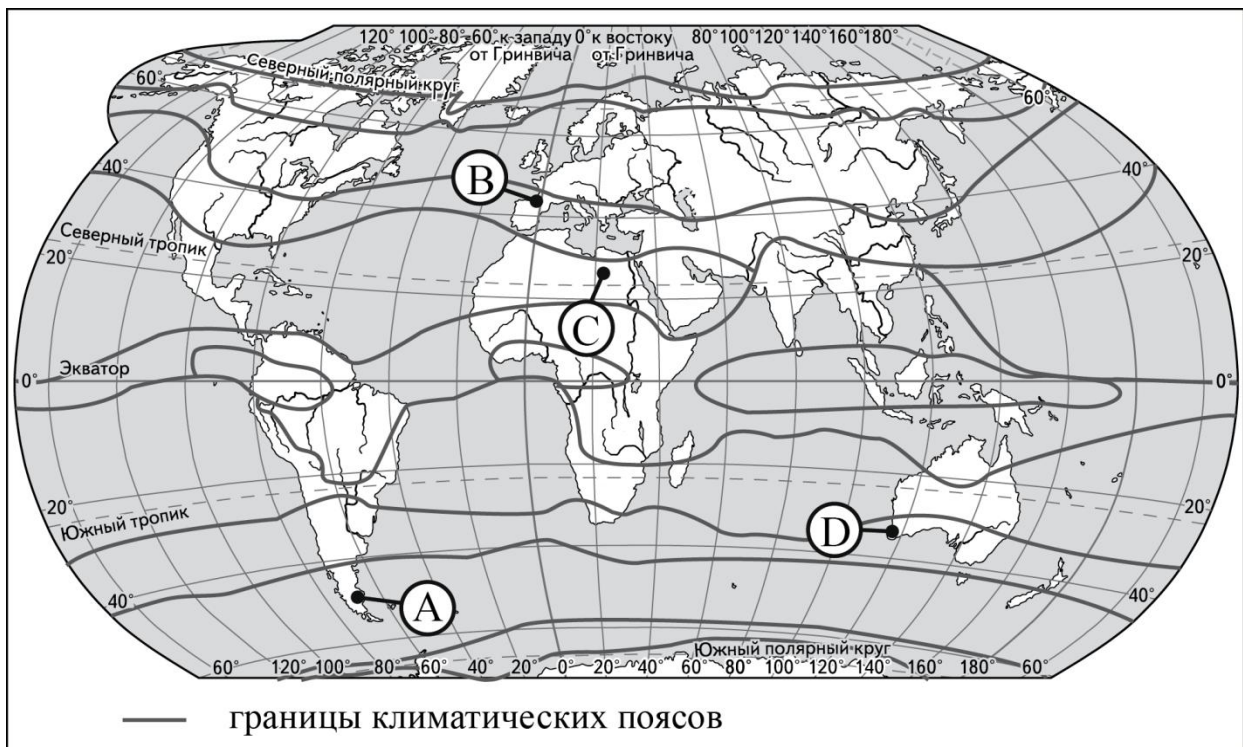 120° 100° 80° 60° к западу 0° к востоку 80° 100° 120° 140° 160° 180°
от Гринвича от Гринвича
Северный полярный круг
60° 60°
40° 40°
B
Северный тропик
20° 20°
C
Экватор
0° 0°
20° 20°
Южный тропик
D
40° 40°
A
Южный полярный круг
60° 120° 100° 80° 60° 40° 20° 0° 20° 40° 60° 80° 100° 120° 140° 160° 180° 60°
границы климатических поясов